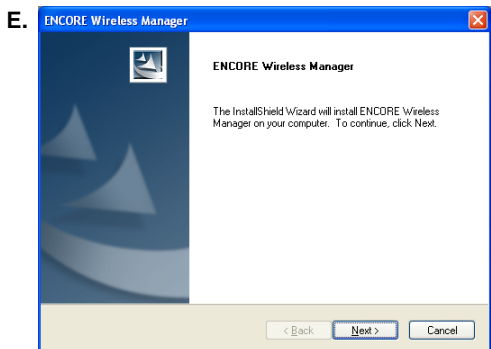 E.
ENCORE Wireless Manager
ENCORE Wireless Manager
The InstallShield Wizard will install ENCORE Wireless
Manager on your computer. To continue, click Next.
< Back Next > Cancel